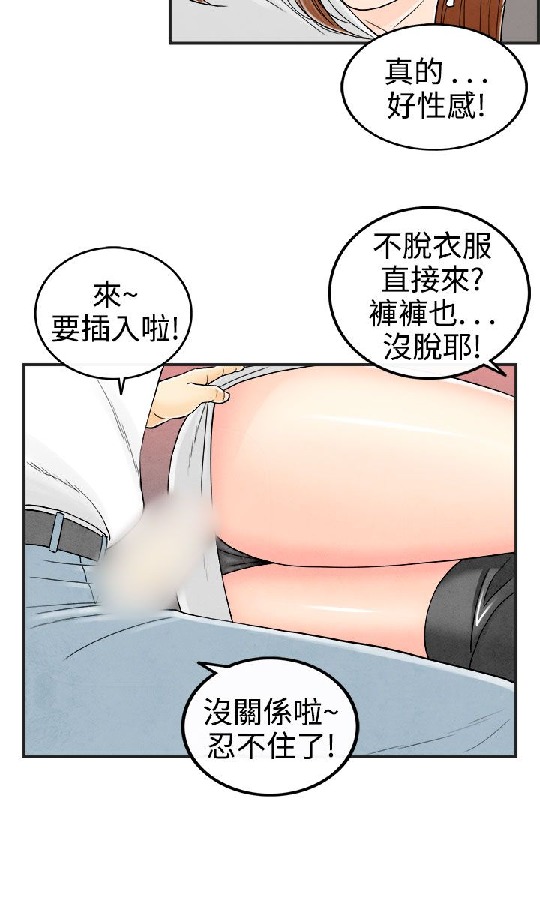 真的...
好性感!
不脫衣服
直接來?
褲褲也...
沒脫耶!
來~
要插入啦!
沒關係啦~
忍不住了!